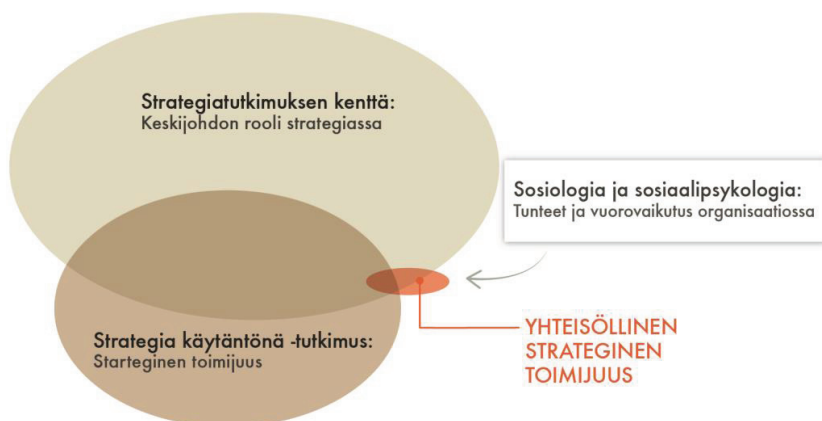 Strategiatutkimuksen kenttä:
Keskijohdon rooli strategiassa
Sosiologia ja sosiaalipsykologia:
Tunteet ja vuorovaikutus organisaatiossa
Strategia käytäntönä -tutkimus:
Starteginen toimijuus
YHTEISÖLLINEN
STRATEGINEN
TOIMIJUUS